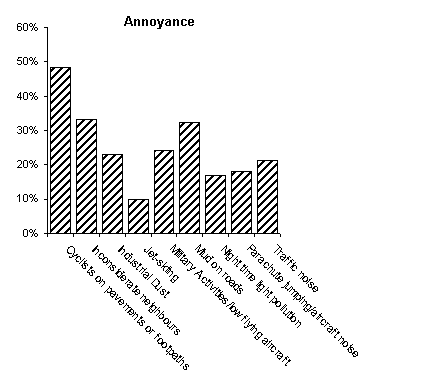 Annoyance
60%
50%
40%
30%
20%
10%
0%
Cyclists on pavements or footpaths
Inconsiderate neighbours
Industrial Dust
Jet-skiing
Military Activities/low flying aircraft
Mud on roads
Night time light pollution
Parachute jumping/aircraft noise
Traffic noise